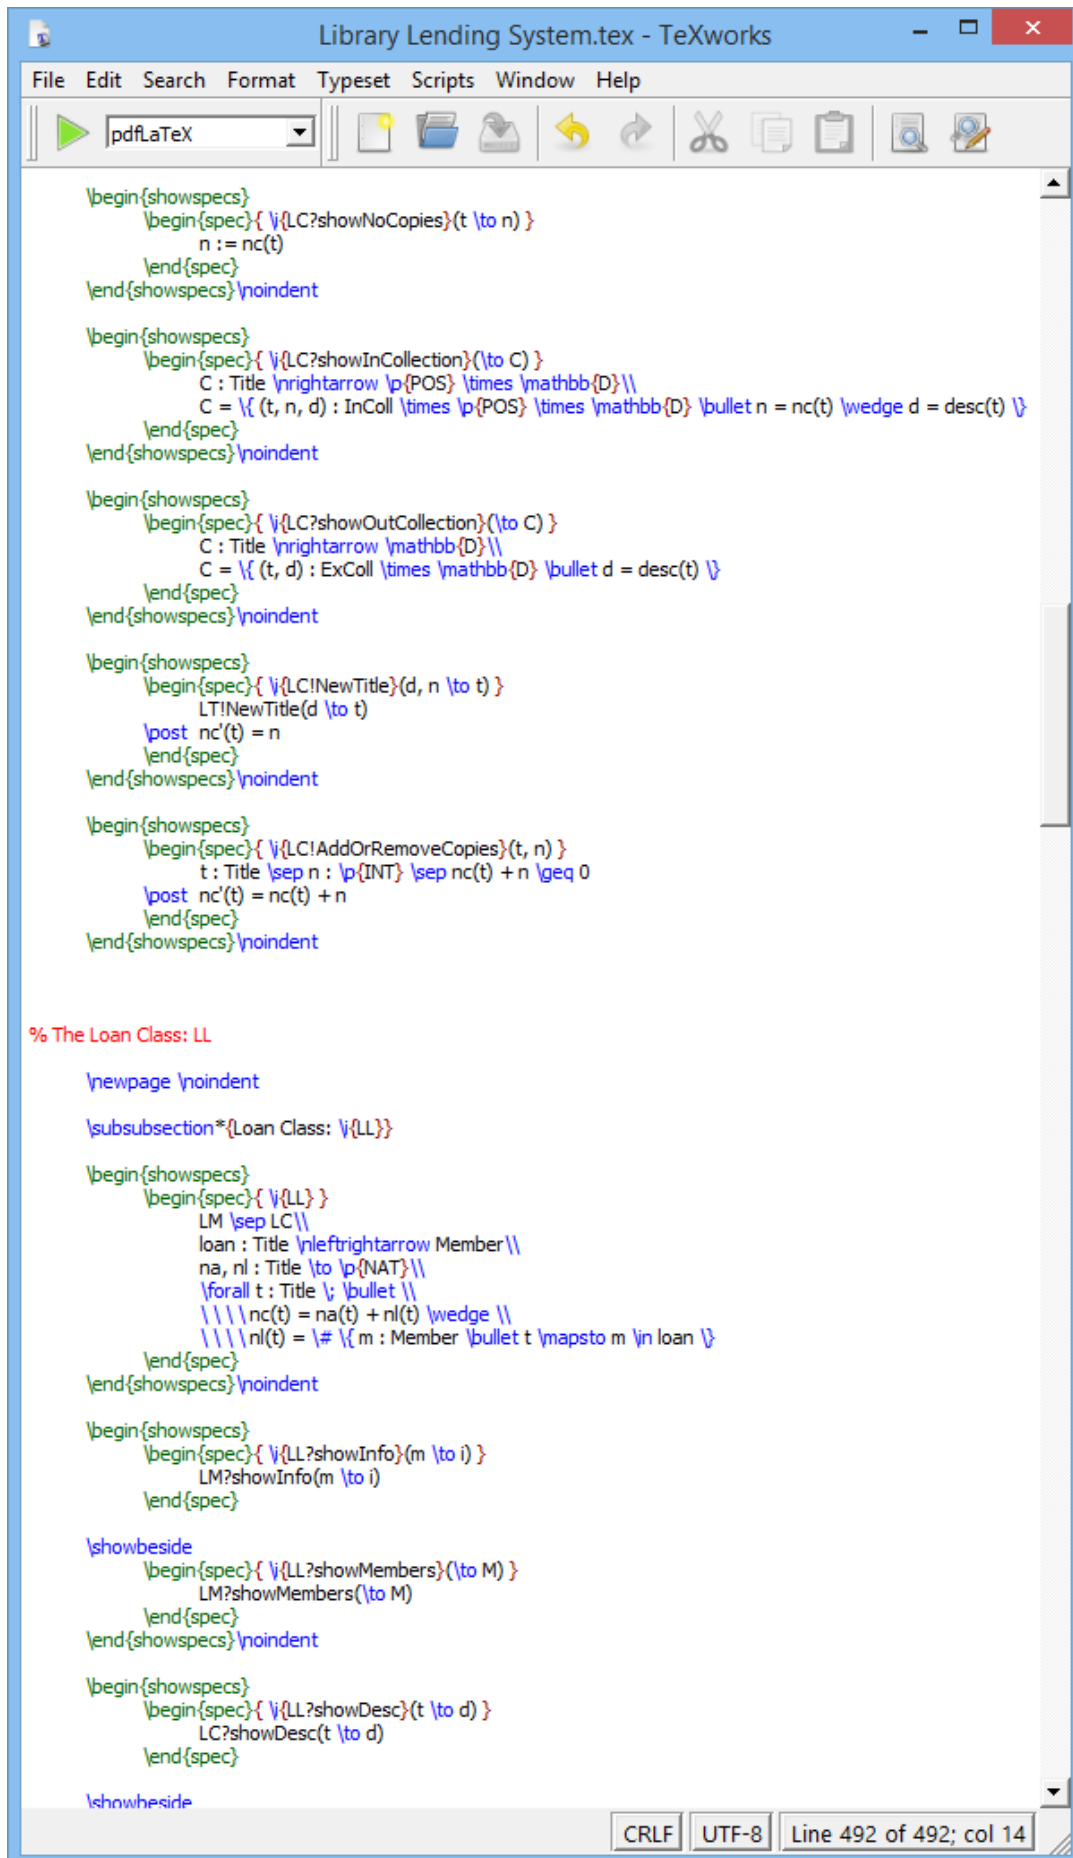 Library Lending System.tex - TeXworks
File Edit Search Format Typeset Scripts Window Help
pdfLaTeX
\begin{showspecs}
\begin{spec}{ \i{LC?showNoCopies}(t \to n) }
n := nc(t)
\end{spec}
\end{showspecs}\noindent
\begin{showspecs}
\begin{spec}{ \i{LC?showInCollection}(\to C) }
C : Title \nrightarrow \p{POS} \times \mathbb{D}\\
C = \{ (t, n, d) : InColl \times \p{POS} \times \mathbb{D} \bullet n = nc(t) \wedge d = desc(t) \}
\end{spec}
\end{showspecs}\noindent
\begin{showspecs}
\begin{spec}{ \i{LC?showOutCollection}(\to C) }
C : Title \nrightarrow \mathbb{D}\\
C = \{ (t, d) : ExColl \times \mathbb{D} \bullet d = desc(t) \}
\end{spec}
\end{showspecs}\noindent
\begin{showspecs}
\begin{spec}{ \i{LC!NewTitle}(d, n \to t) }
LT!NewTitle(d \to t)
\post nc'(t) = n
\end{spec}
\end{showspecs}\noindent
\begin{showspecs}
\begin{spec}{ \i{LC!AddOrRemoveCopies}(t, n) }
t : Title \sep n : \p{INT} \sep nc(t) + n \geq 0
\post nc'(t) = nc(t) + n
\end{spec}
\end{showspecs}\noindent
% The Loan Class: LL
\newpage \noindent
\subsubsection*{Loan Class: \i{LL}}
\begin{showspecs}
\begin{spec}{ \i{LL} }
LM \sep LC\\
loan : Title \nleftrightarrow Member\\
na, nl : Title \to \p{NAT}\\
\forall t : Title \; \bullet \\
\ \ \ \ nc(t) = na(t) + nl(t) \wedge \\
\ \ \ \ nl(t) = \# \{ m : Member \bullet t \mapsto m \in loan \}
\end{spec}
\end{showspecs}\noindent
\begin{showspecs}
\begin{spec}{ \i{LL?showInfo}(m \to i) }
LM?showInfo(m \to i)
\end{spec}
\showbeside
\begin{spec}{ \i{LL?showMembers}(\to M) }
LM?showMembers(\to M)
\end{spec}
\end{showspecs}\noindent
\begin{showspecs}
\begin{spec}{ \i{LL?showDesc}(t \to d) }
LC?showDesc(t \to d)
\end{spec}
\showbeside
CRLF UTF-8 Line 492 of 492; col 14